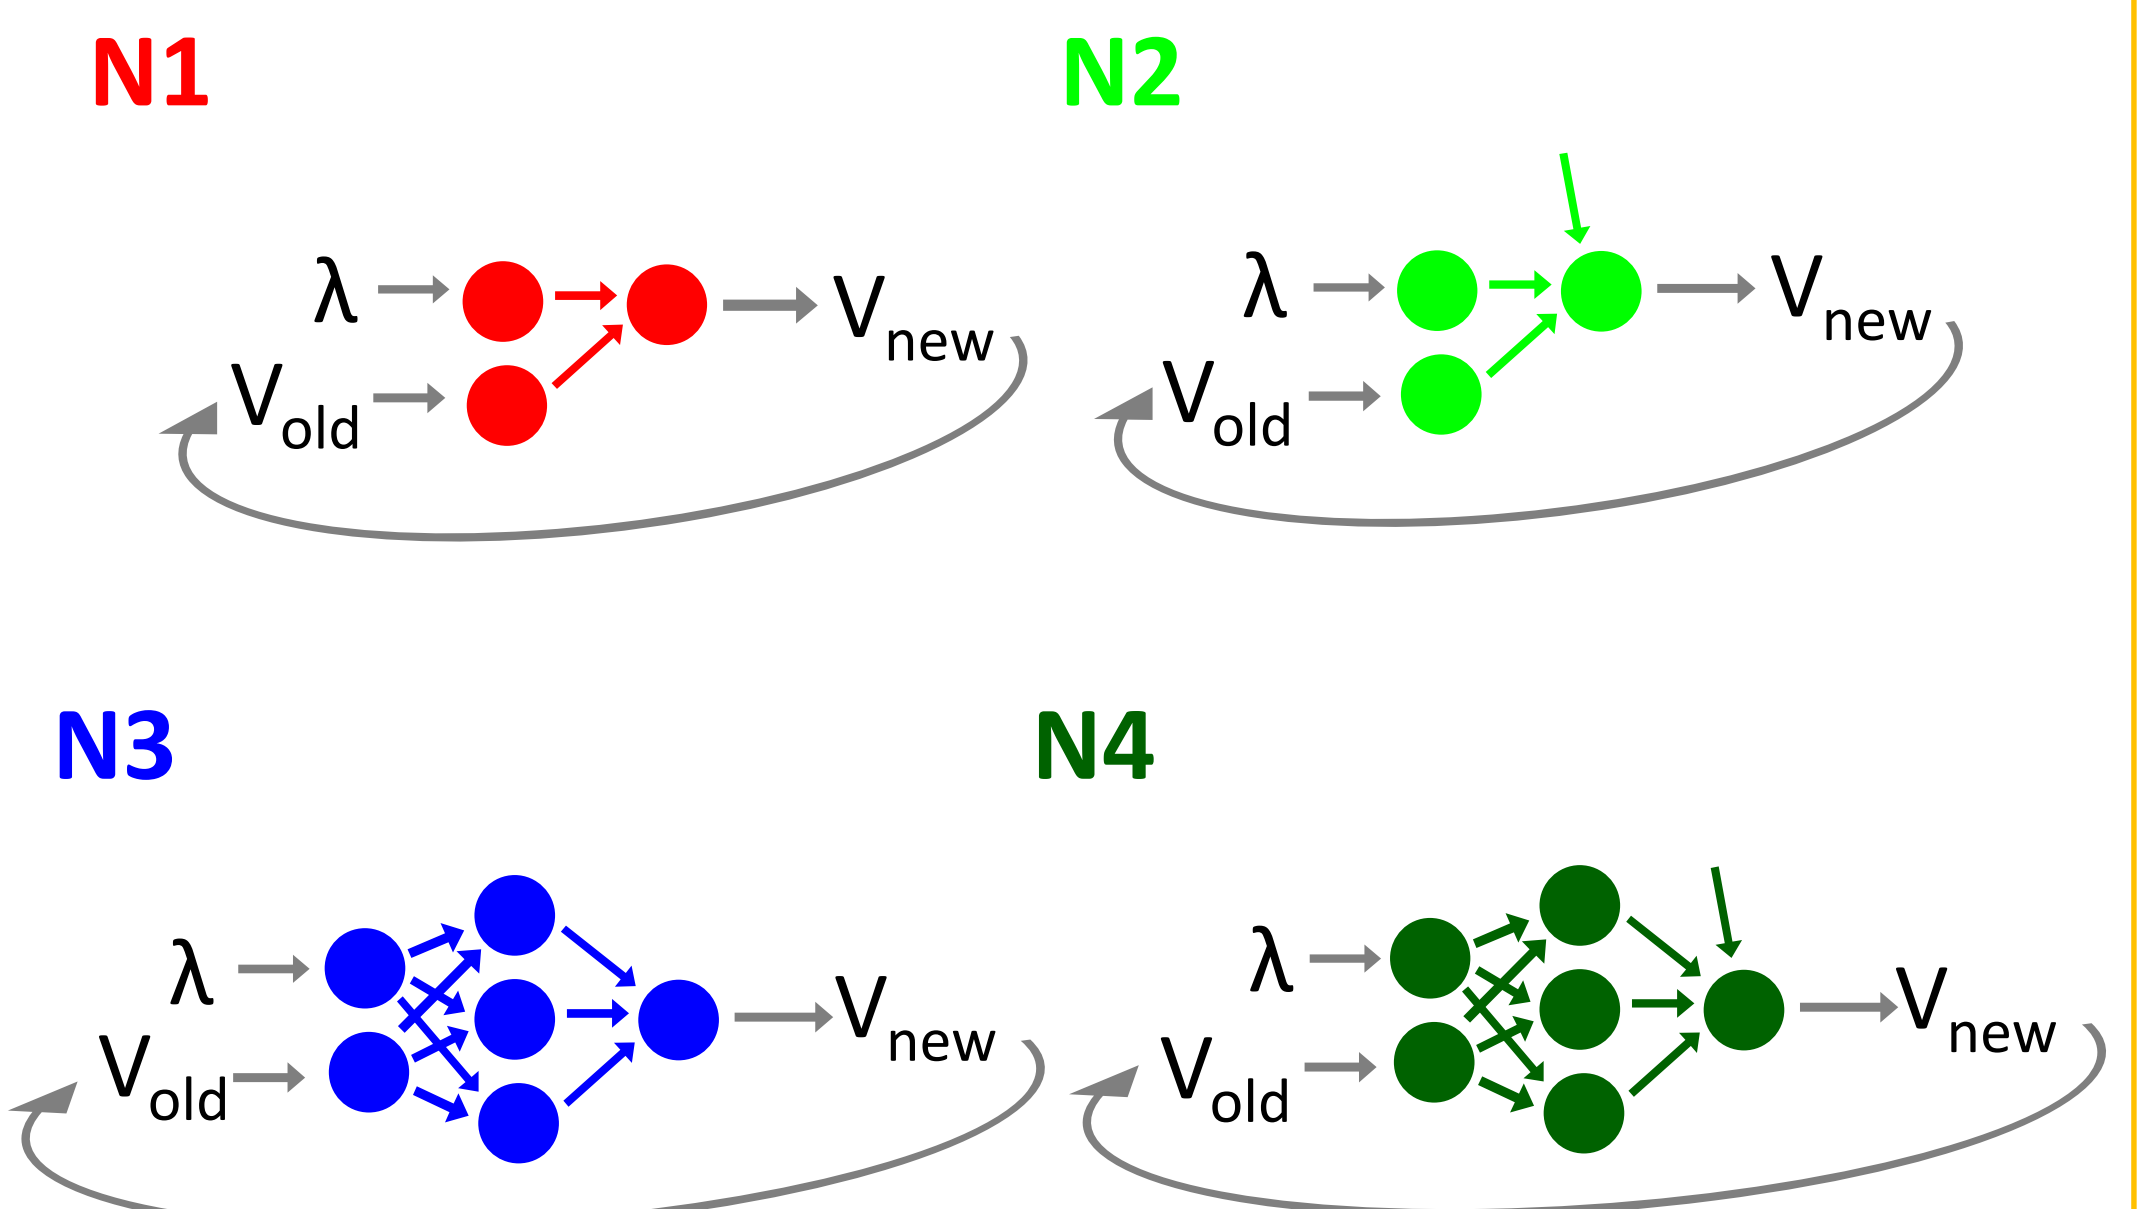 N1
λ
V_new
V_old
N2
λ
V_new
V_old
N3
λ
V_new
V_old
N4
λ
V_new
V_old